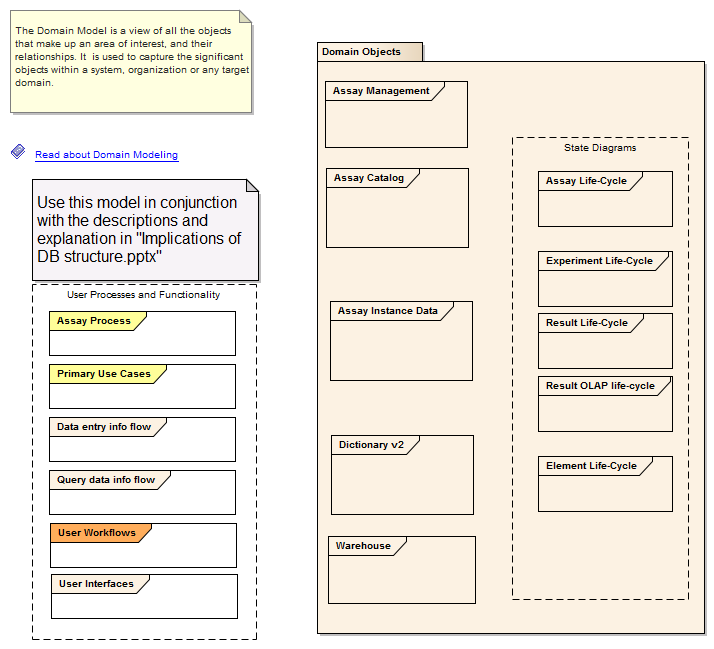 The Domain Model is a view of all the objects
that make up an area of interest, and their
relationships. It is used to capture the significant
objects within a system, organization or any target
domain.
Read about Domain Modeling
Use this model in conjunction
with the descriptions and
explanation in "Implications of
DB structure.pptx"
User Processes and Functionality
Assay Process
Primary Use Cases
Data entry info flow
Query data info flow
User Workflows
User Interfaces
Domain Objects
Assay Management
Assay Catalog
Assay Instance Data
Dictionary v2
Warehouse
State Diagrams
Assay Life-Cycle
Experiment Life-Cycle
Result Life-Cycle
Result OLAP life-cycle
Element Life-Cycle